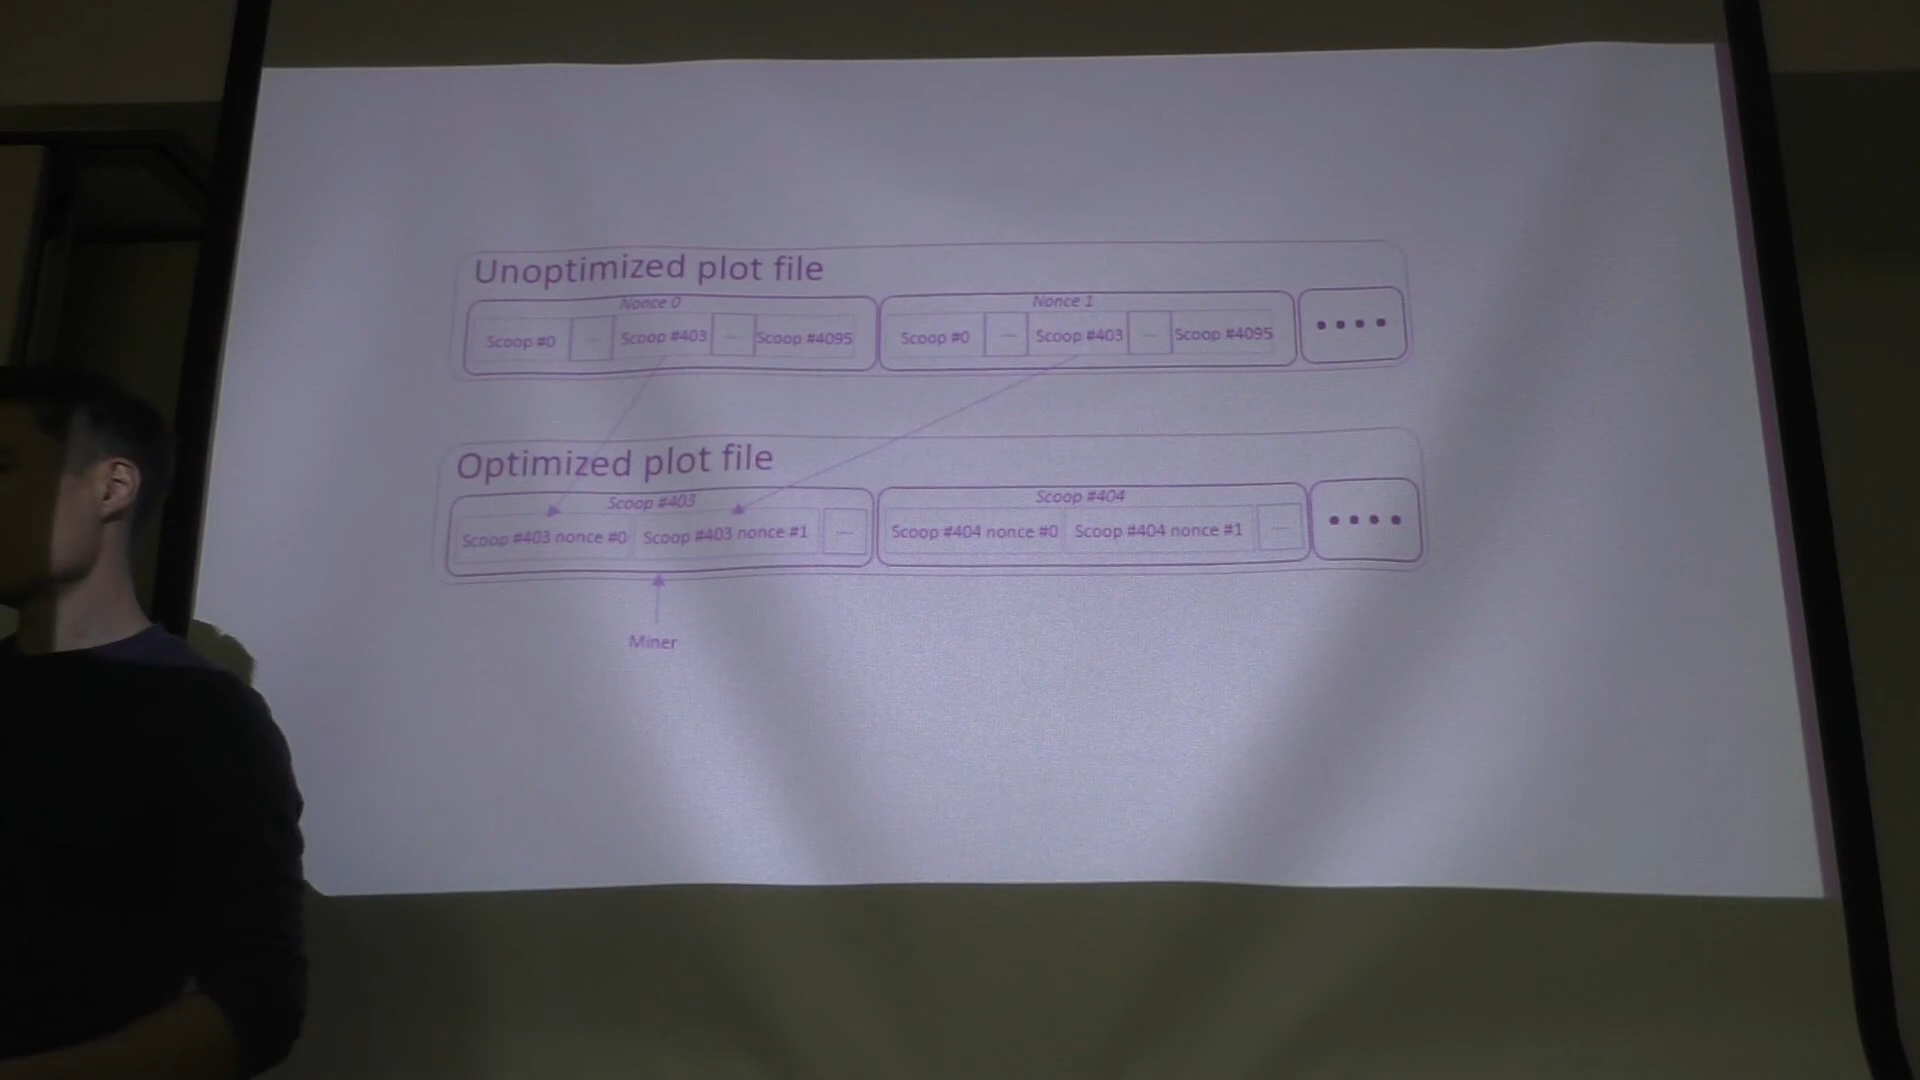 Unoptimized plot file
Nonce 0
Nonce 1
Scoop #0 ... Scoop #403 ... Scoop #4095
Scoop #0 ... Scoop #403 ... Scoop #4095
Optimized plot file
Scoop #403
Scoop #404
Scoop #403 nonce #0 Scoop #403 nonce #1 ...
Scoop #404 nonce #0 Scoop #404 nonce #1 ...
Miner